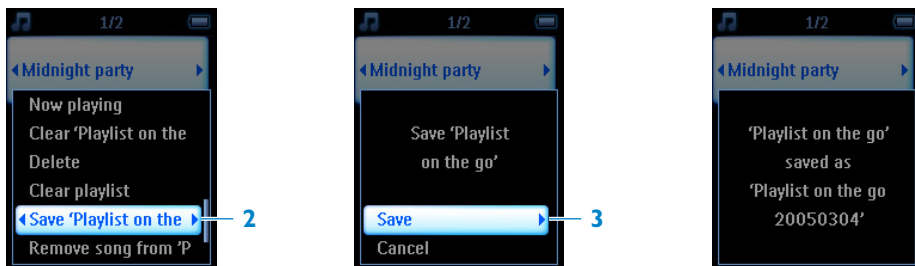 1/2
Midnight party
Now playing
Clear 'Playlist on the
Delete
Clear playlist
Save 'Playlist on the
Remove song from 'P
2
1/2
Midnight party
Save 'Playlist
on the go'
Save
Cancel
3
1/2
Midnight party
'Playlist on the go'
saved as
'Playlist on the go
20050304'